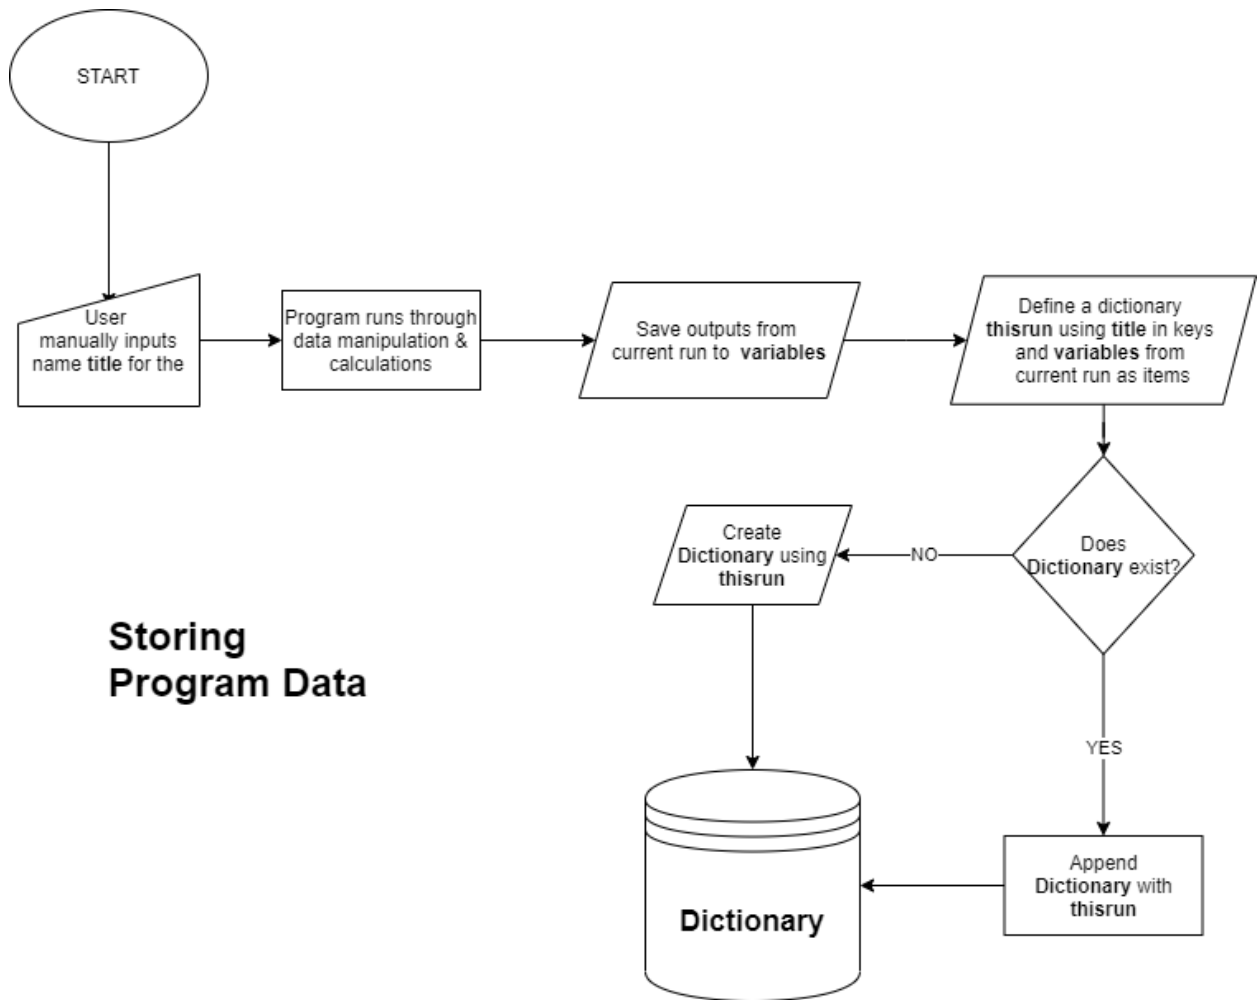 START
User
manually inputs
name title for the
Program runs through
data manipulation &
calculations
Save outputs from
current run to variables
Define a dictionary
thisrun using title in keys
and variables from
current run as items
Does
Dictionary exist?
NO
Create
Dictionary using
thisrun
YES
Append
Dictionary with
thisrun
Dictionary
Storing
Program Data